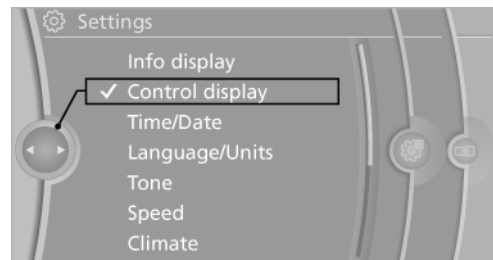 Settings
Info display
Control display
Time/Date
Language/Units
Tone
Speed
Climate